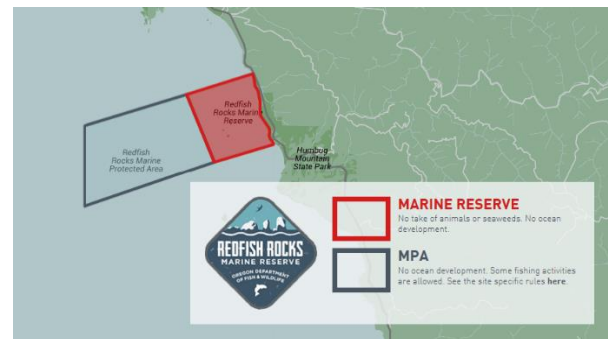 Redfish
Rocks Marine
Reserve
Redfish
Rocks Marine
Protected Area
Humbug
Mountain
State Park
REDFISH ROCKS
MARINE RESERVE
OREGON DEPARTMENT
OF FISH & WILDLIFE
MARINE RESERVE
No take of animals or seaweeds. No ocean
development.
MPA
No ocean development. Some fishing activities
are allowed. See the site specific rules here.